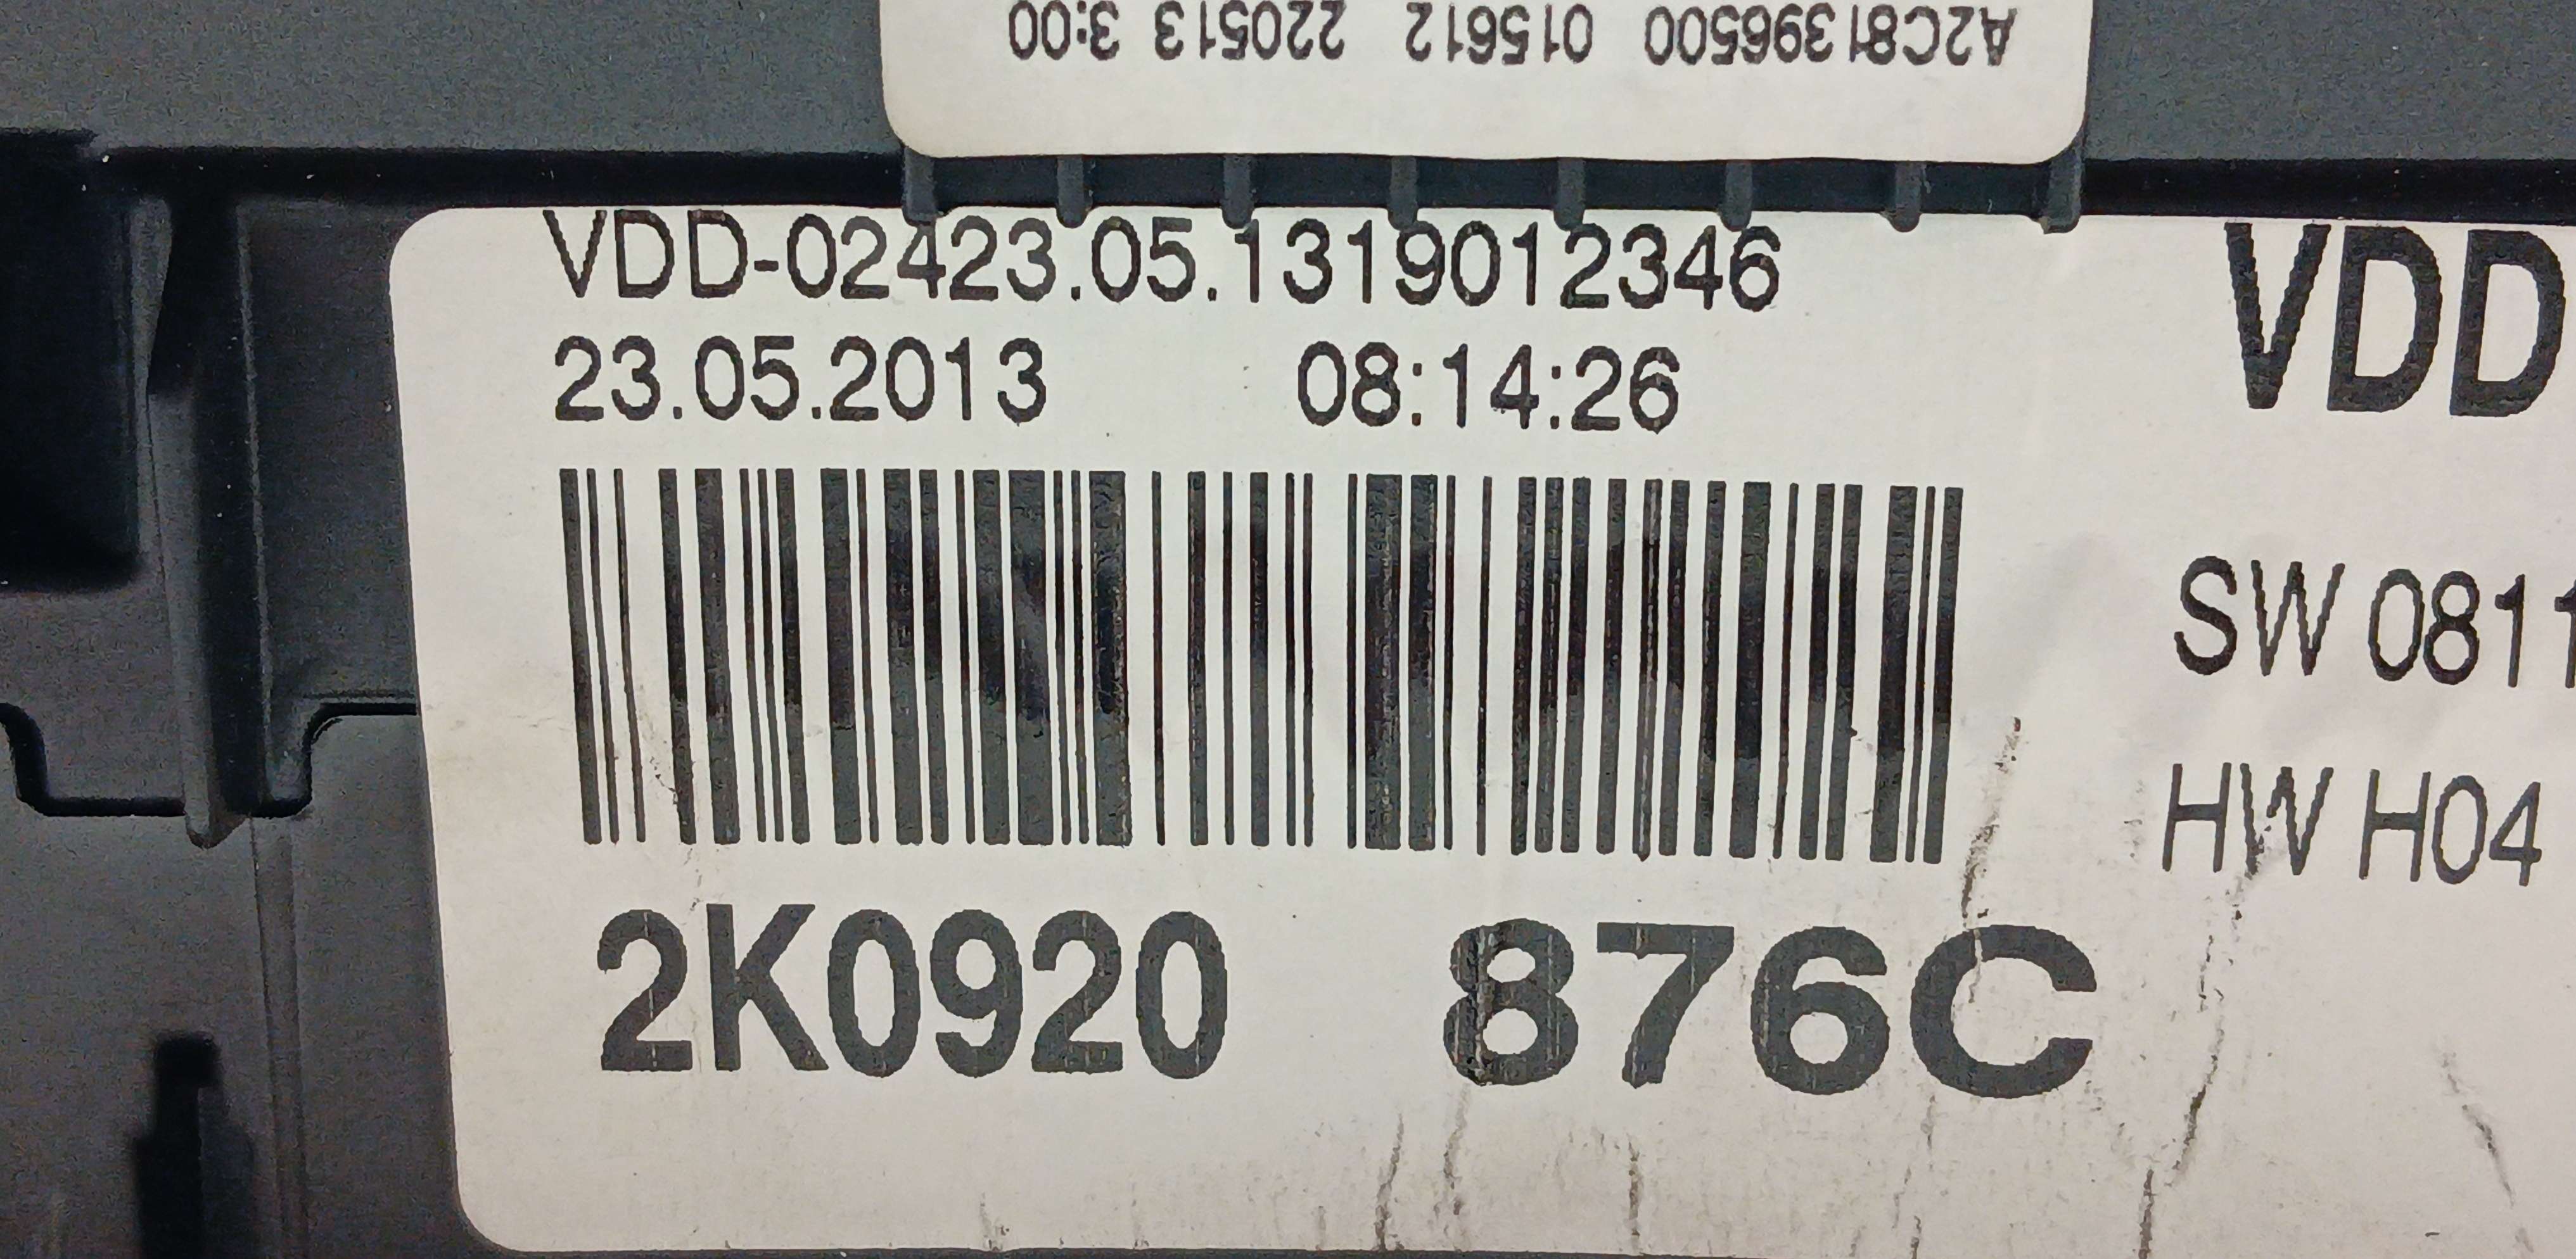 A2C81396500 015612 220513 3:00
VDD-02423.05.1319012346
23.05.2013 08:14:26
VDD
SW 0811
HW H04
2K0920 876C